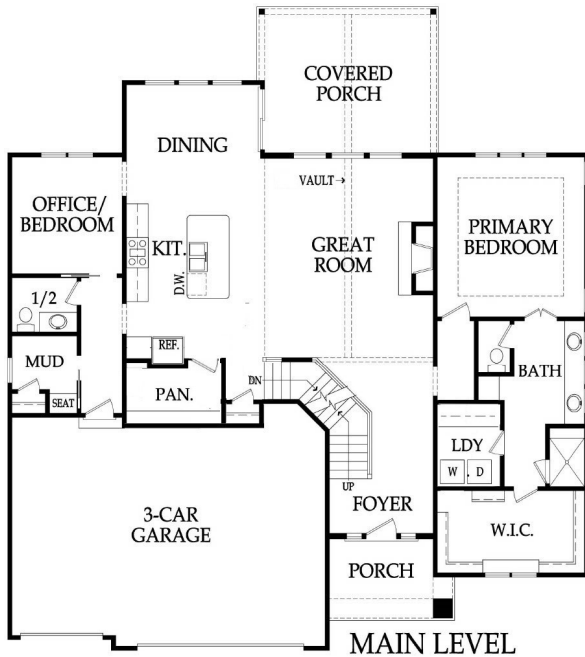 COVERED
PORCH
DINING
VAULT→
OFFICE/
BEDROOM
KIT.
D.W.
GREAT
ROOM
PRIMARY
BEDROOM
1/2
REF.
MUD
SEAT
PAN.
DN
BATH
LDY
W.
D
UP
FOYER
3-CAR
GARAGE
W.I.C.
PORCH
MAIN LEVEL